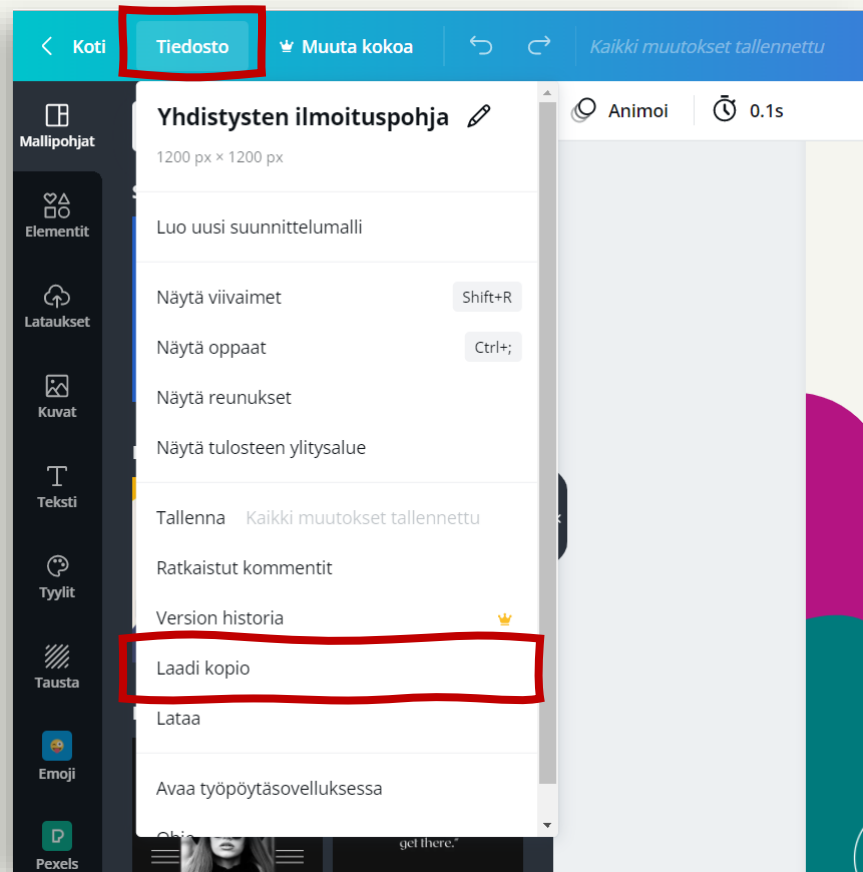 Koti
Tiedosto
Muuta kokoa
Kaikki muutokset tallennettu
Mallipohjat
Elementit
Lataukset
Kuvat
Teksti
Tyylit
Tausta
Emoji
Pexels
Yhdistysten ilmoituspohja
1200 px × 1200 px
Luo uusi suunnittelumalli
Näytä viivaimet Shift+R
Näytä oppaat Ctrl+;
Näytä reunukset
Näytä tulosteen ylitysalue
Tallenna Kaikki muutokset tallennettu
Ratkaistut kommentit
Version historia
Laadi kopio
Lataa
Avaa työpöytäsovelluksessa
get there."
Animoi
0.1s